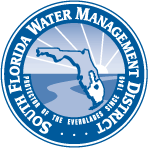 SOUTH FLORIDA WATER MANAGEMENT DISTRICT
PROTECTOR OF THE EVERGLADES SINCE 1949